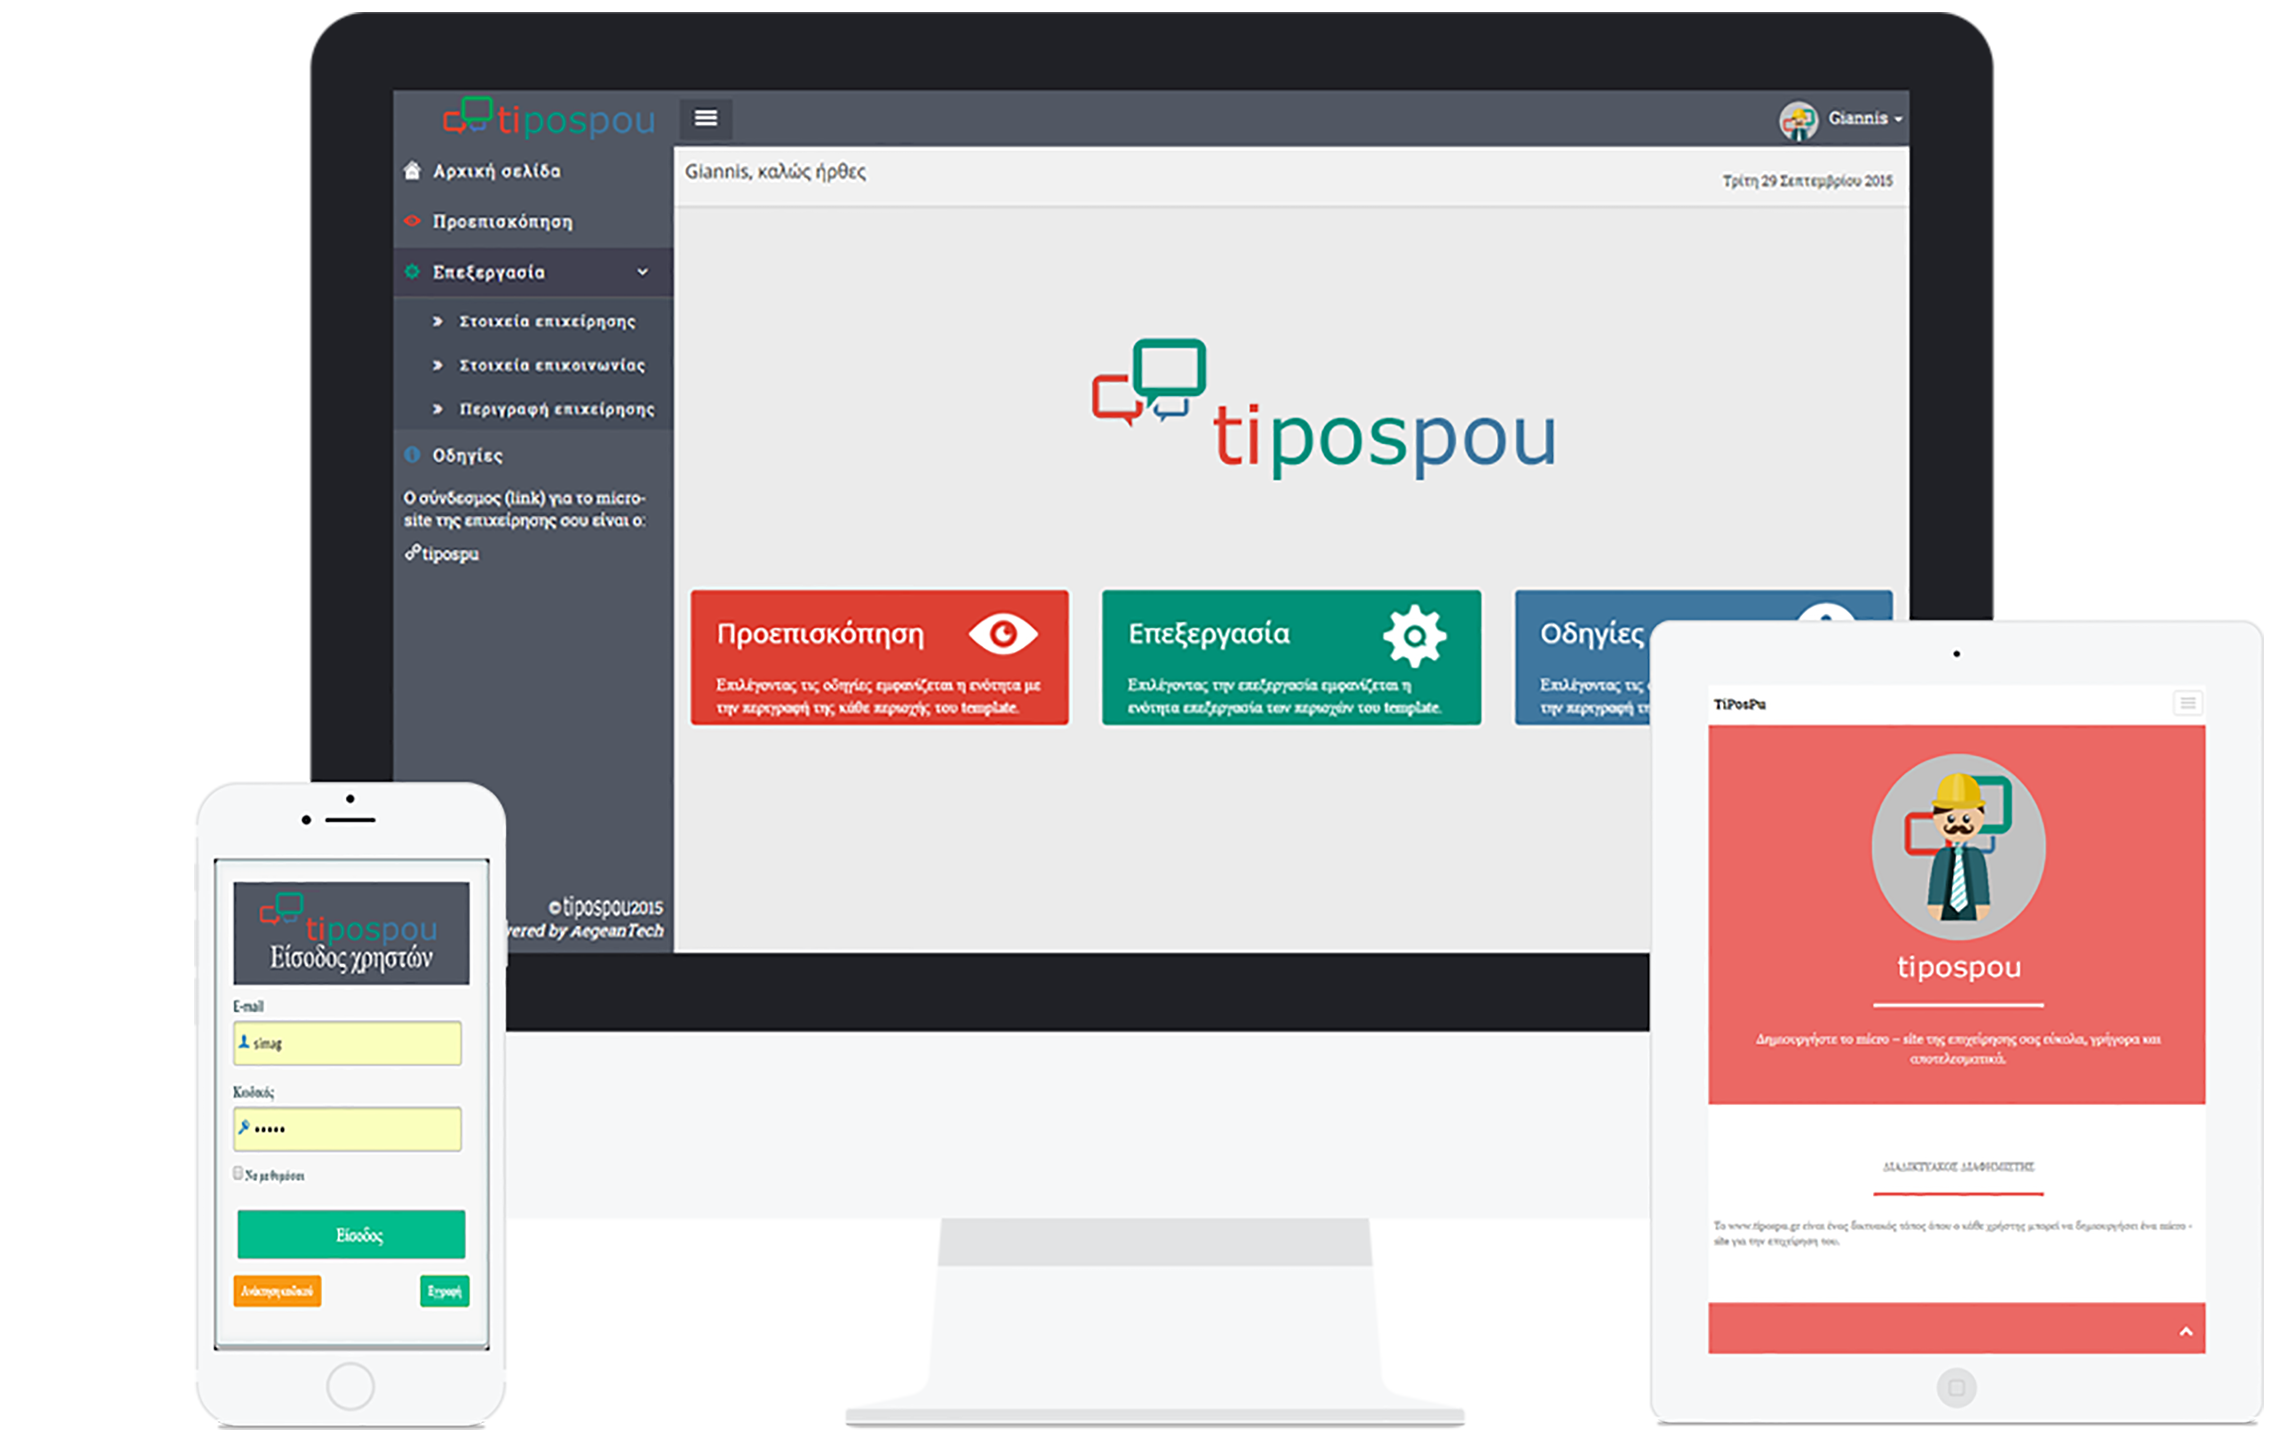 tipospou
Giannis
Αρχική σελίδα
Προεπισκόπηση
Επεξεργασία
Στοιχεία επιχείρησης
Στοιχεία επικοινωνίας
Περιγραφή επιχείρησης
Οδηγίες
Ο σύνδεσμος (link) για το micro-
site της επιχείρησης σου είναι ο:
tipospu
©tipospou2015
wered by AegeanTech
Giannis, καλώς ήρθες
Τρίτη 29 Σεπτεμβρίου 2015
tipospou
Προεπισκόπηση
Επιλέγοντας τις οδηγίες εμφανίζεται η ενότητα με
την περιγραφή της κάθε περιοχής του template.
Επεξεργασία
Επιλέγοντας την επεξεργασία εμφανίζεται η
ενότητα επεξεργασία των περιοχών του template.
Οδηγίες
Επιλέγοντας τις
την περιγραφή
tipospou
Είσοδος χρηστών
E-mail
simag
Κωδικός
•••••
Να με θυμάσαι
Είσοδος
Ανάκτηση κωδικού
Εγγραφή
TiPosPu
tipospou
Δημιουργήστε το micro – site της επιχείρησης σας εύκολα, γρήγορα και
αποτελεσματικά.
ΔΙΑΔΙΚΤΥΑΚΟΣ ΔΙΑΦΗΜΙΣΤΗΣ
Το www.tipospu.gr είναι ένας δικτυακός τόπος όπου ο κάθε χρήστης μπορεί να δημιουργήσει ένα micro -
site για την επιχείρηση του.